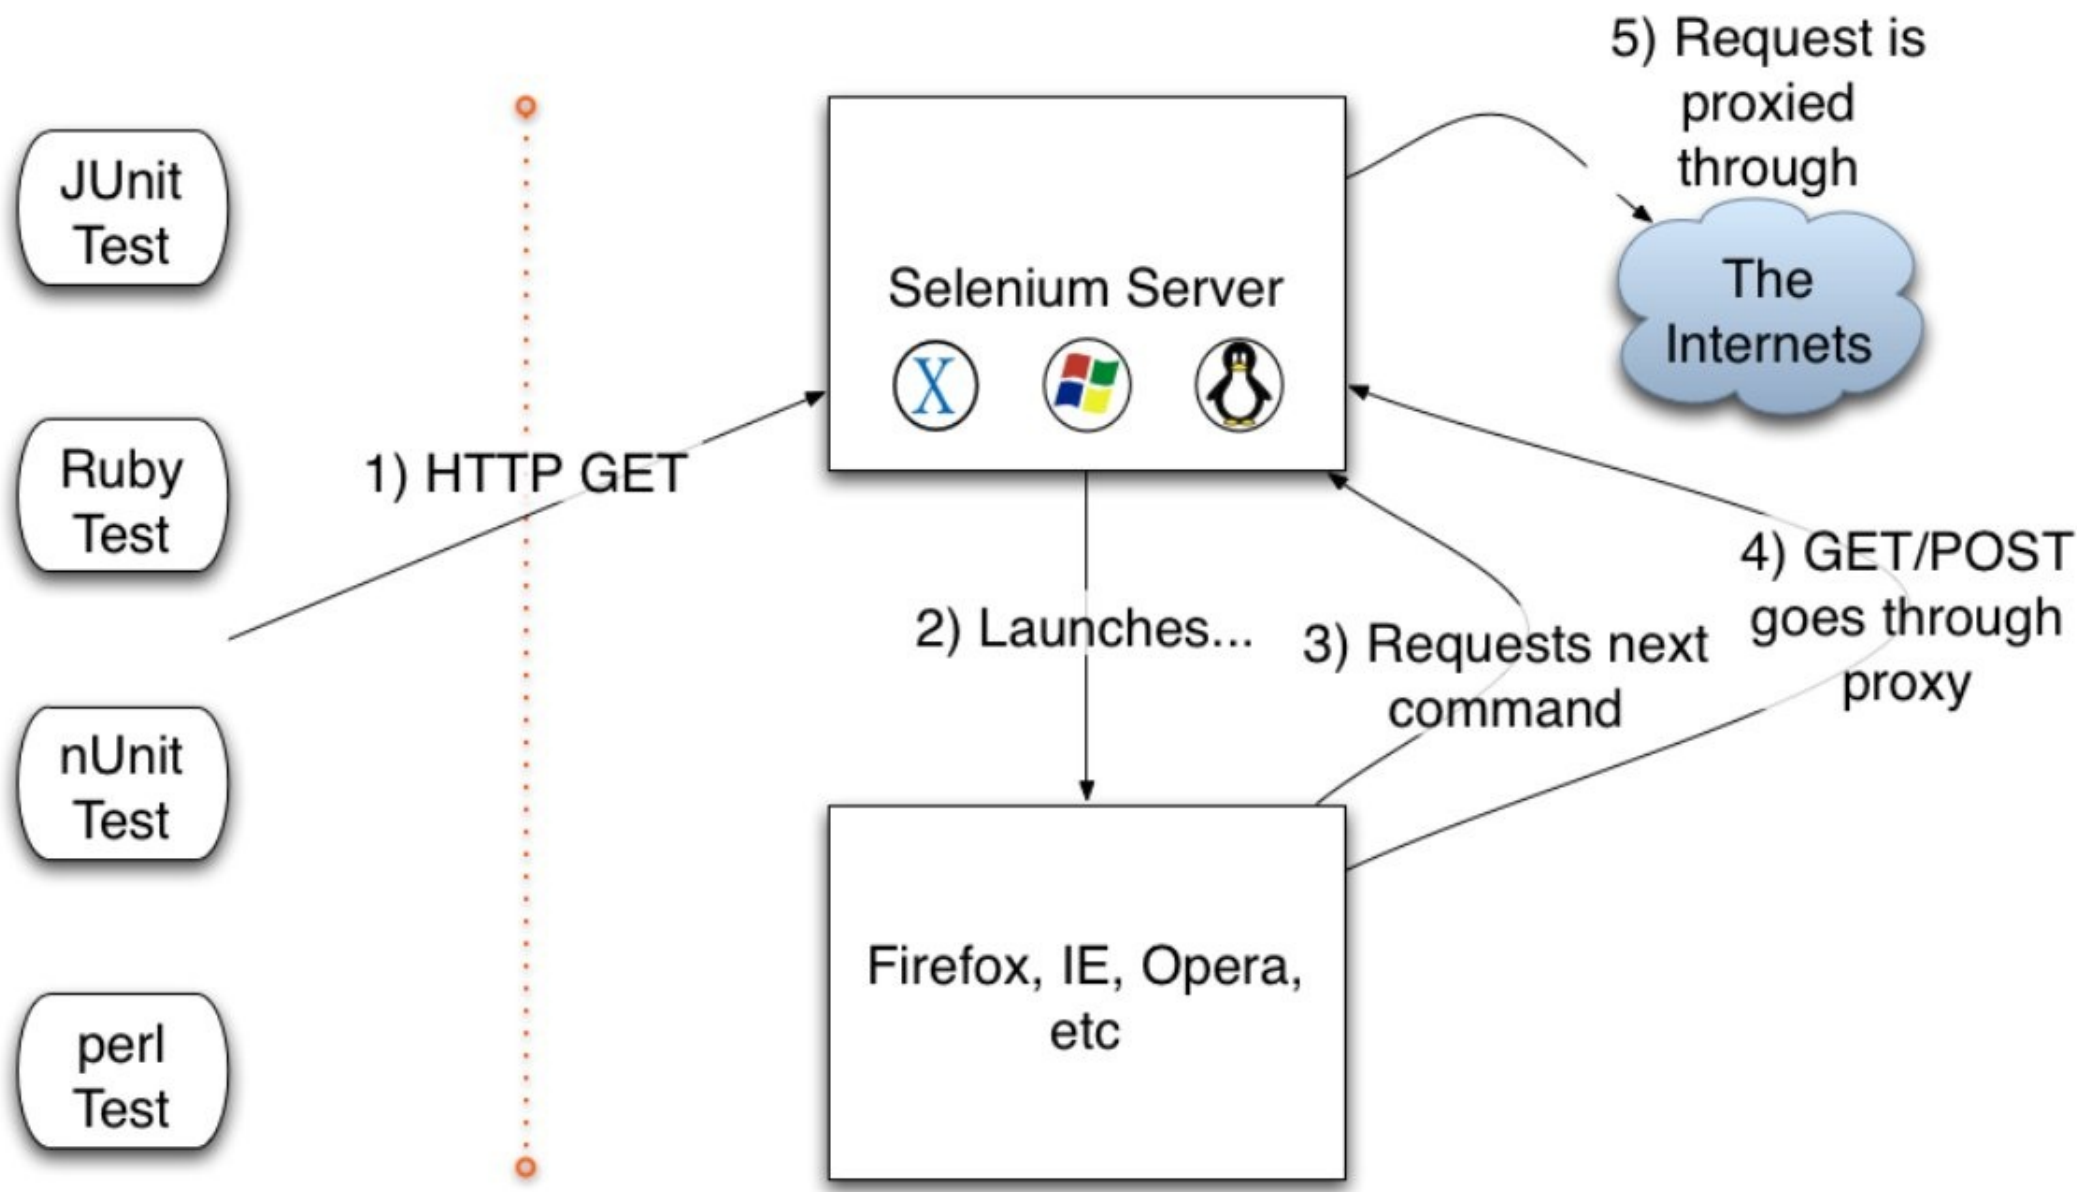 JUnit
Test
Ruby
Test
nUnit
Test
perl
Test
1) HTTP GET
Selenium Server
X
2) Launches...
3) Requests next
command
4) GET/POST
goes through
proxy
5) Request is
proxied
through
The
Internets
Firefox, IE, Opera,
etc